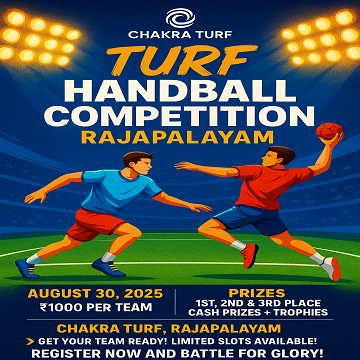 CHAKRA TURF
TURF
HANDBALL
COMPETITION
RAJAPALAYAM
AUGUST 30, 2025
₹1000 PER TEAM
PRIZES
1ST, 2ND & 3RD PLACE
CASH PRIZES + TROPHIES
CHAKRA TURF, RAJAPALAYAM
> GET YOUR TEAM READY! LIMITED SLOTS AVAILABLE!
REGISTER NOW AND BATTLE FOR GLORY!